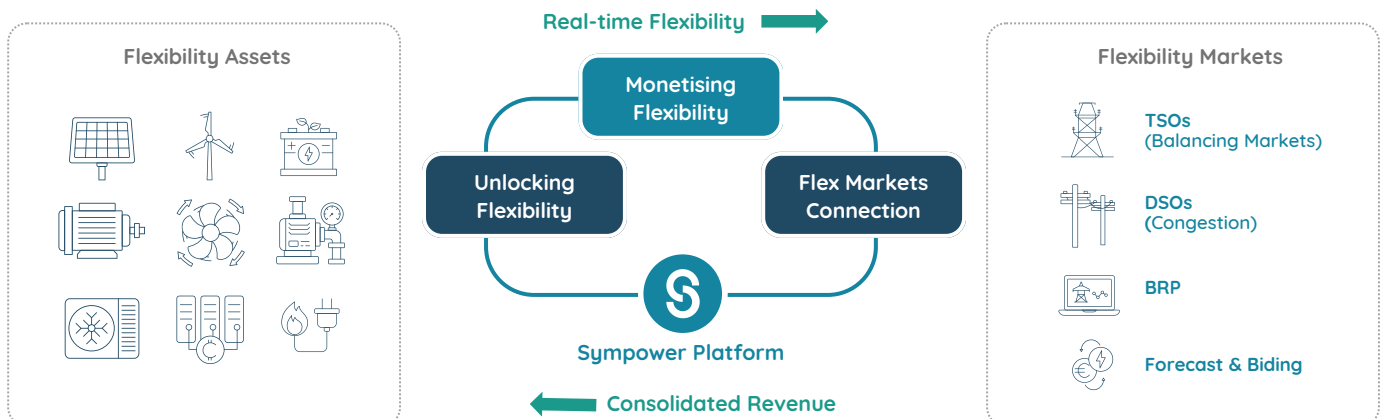 Flexibility Assets
Real-time Flexibility
Monetising
Flexibility
Unlocking
Flexibility
Flex Markets
Connection
Sympower Platform
Consolidated Revenue
Flexibility Markets
TSOs
(Balancing Markets)
DSOs
(Congestion)
BRP
Forecast & Biding